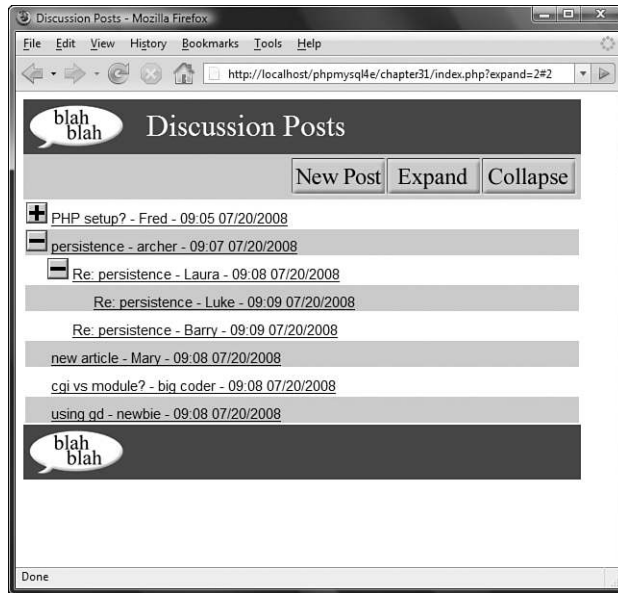 Discussion Posts - Mozilla Firefox
File Edit View History Bookmarks Tools Help
http://localhost/phpmysql4e/chapter31/index.php?expand=2#2
blah
blah
Discussion Posts
New Post Expand Collapse
PHP setup? - Fred - 09:05 07/20/2008
persistence - archer - 09:07 07/20/2008
Re: persistence - Laura - 09:08 07/20/2008
Re: persistence - Luke - 09:09 07/20/2008
Re: persistence - Barry - 09:09 07/20/2008
new article - Mary - 09:08 07/20/2008
cgi vs module? - big coder - 09:08 07/20/2008
using gd - newbie - 09:08 07/20/2008
blah
blah
Done